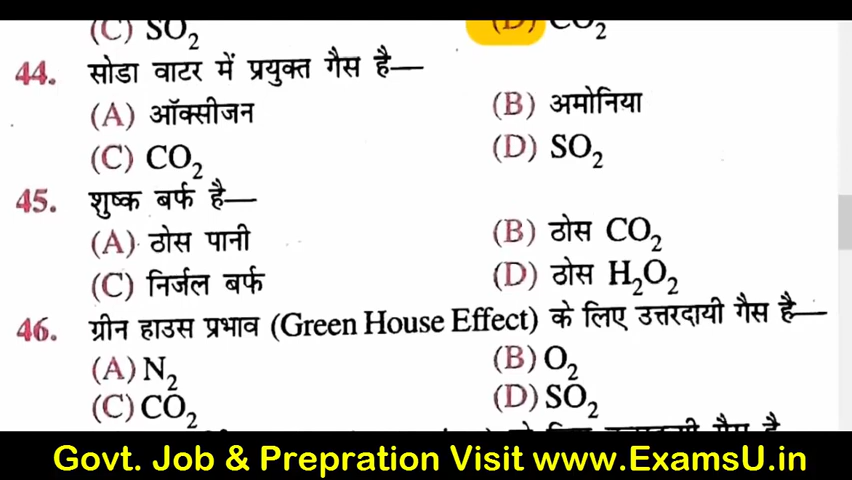 (C) SO₂ (D) CO₂
44. सोडा वाटर में प्रयुक्त गैस है—
(A) ऑक्सीजन (B) अमोनिया
(C) CO₂ (D) SO₂
45. शुष्क बर्फ है—
(A) ठोस पानी (B) ठोस CO₂
(C) निर्जल बर्फ (D) ठोस H₂O₂
46. ग्रीन हाउस प्रभाव (Green House Effect) के लिए उत्तरदायी गैस है—
(A) N₂ (B) O₂
(C) CO₂ (D) SO₂
Govt. Job & Prepration Visit www.ExamsU.in